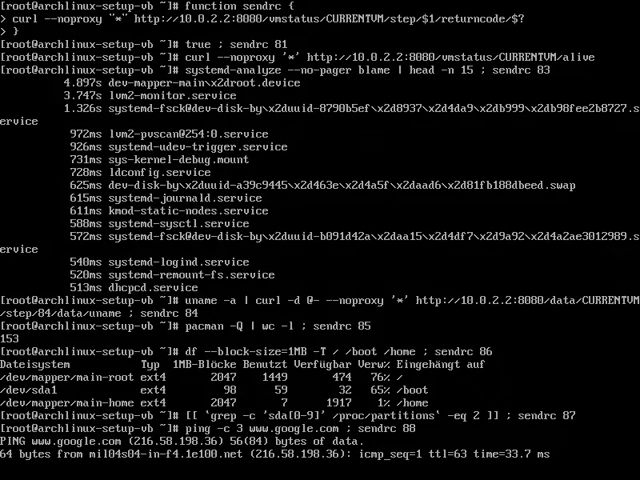 [root@archlinux-setup-vb ~]# function sendrc {
> curl --noproxy "*" http://10.0.2.2:8080/vmstatus/CURRENTVM/step/$1/returncode/$?
> }
[root@archlinux-setup-vb ~]# true ; sendrc 81
[root@archlinux-setup-vb ~]# curl --noproxy '*' http://10.0.2.2:8080/vmstatus/CURRENTVM/alive
[root@archlinux-setup-vb ~]# systemd-analyze --no-pager blame | head -n 15 ; sendrc 83
4.897s dev-mapper-main\x2droot.device
3.747s lvm2-monitor.service
1.326s systemd-fsck@dev-disk-by\x2duuid-8790b5ef\x2d8937\x2d4da9\x2db999\x2db98fee2b8727.s
ervice
972ms lvm2-pvscan@254:0.service
926ms systemd-udev-trigger.service
731ms sys-kernel-debug.mount
728ms ldconfig.service
625ms dev-disk-by\x2duuid-a39c9445\x2d463e\x2d4a5f\x2daad6\x2d81fb188dbeed.swap
615ms systemd-journald.service
611ms kmod-static-nodes.service
588ms systemd-sysctl.service
572ms systemd-fsck@dev-disk-by\x2duuid-b091d42a\x2daa15\x2d4df7\x2d9a92\x2d4a2ae3012989.s
ervice
540ms systemd-logind.service
520ms systemd-remount-fs.service
513ms dhcpcd.service
[root@archlinux-setup-vb ~]# uname -a | curl -d @- --noproxy '*' http://10.0.2.2:8080/data/CURRENTVM
/step/84/data/uname ; sendrc 84
[root@archlinux-setup-vb ~]# pacman -Q | wc -l ; sendrc 85
153
[root@archlinux-setup-vb ~]# df --block-size=1MB -T / /boot /home ; sendrc 86
Dateisystem Typ 1MB-Blöcke Benutzt Verfügbar Verw% Eingehängt auf
/dev/mapper/main-root ext4 2047 1449 474 76% /
/dev/sda1 ext4 98 59 32 65% /boot
/dev/mapper/main-home ext4 2047 7 1917 1% /home
[root@archlinux-setup-vb ~]# [[ `grep -c 'sda[0-9]' /proc/partitions` -eq 2 ]] ; sendrc 87
[root@archlinux-setup-vb ~]# ping -c 3 www.google.com ; sendrc 88
PING www.google.com (216.58.198.36) 56(84) bytes of data.
64 bytes from mil04s04-in-f4.1e100.net (216.58.198.36): icmp_seq=1 ttl=63 time=33.7 ms